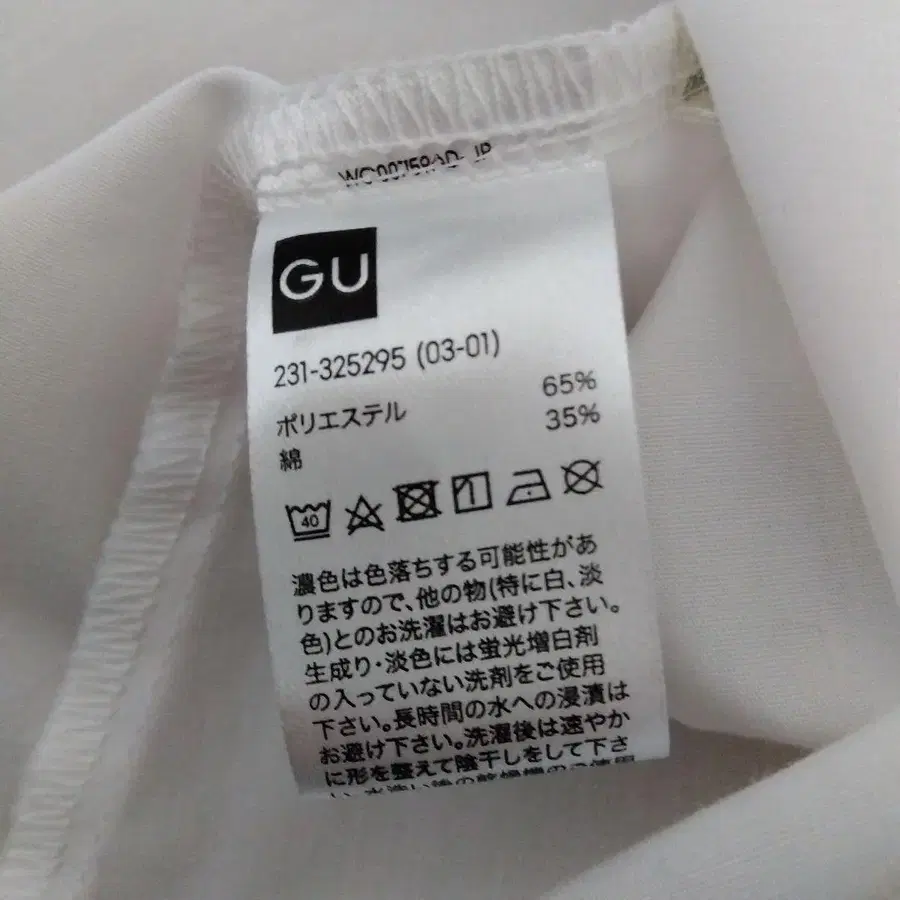 GU
231-325295 (03-01)
ポリエステル 65%
綿 35%
40
濃色は色落ちする可能性があ
りますので、他の物(特に白、淡
色)とのお洗濯はお避け下さい。
生成り・淡色には蛍光増白剤
の入っていない洗剤をご使用
下さい。長時間の水への浸漬は
お避け下さい。洗濯後は速やか
に形を整えて陰干しをして下さ